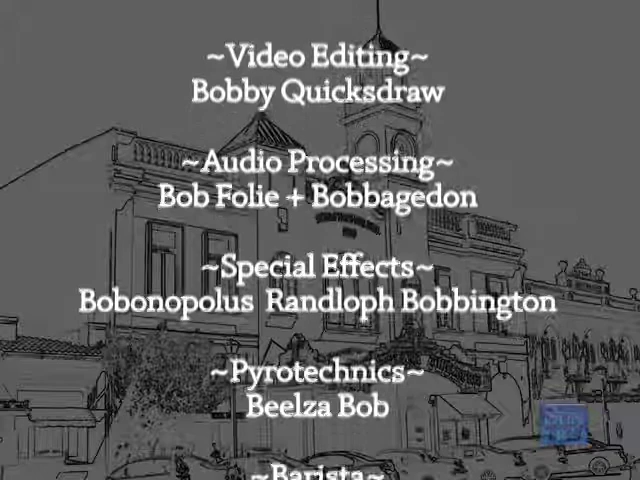 ~Video Editing~
Bobby Quicksdraw
~Audio Processing~
Bob Folie + Bobbagedon
~Special Effects~
Bobonopolus Randloph Bobbington
~Pyrotechnics~
Beelza Bob
~Barista~